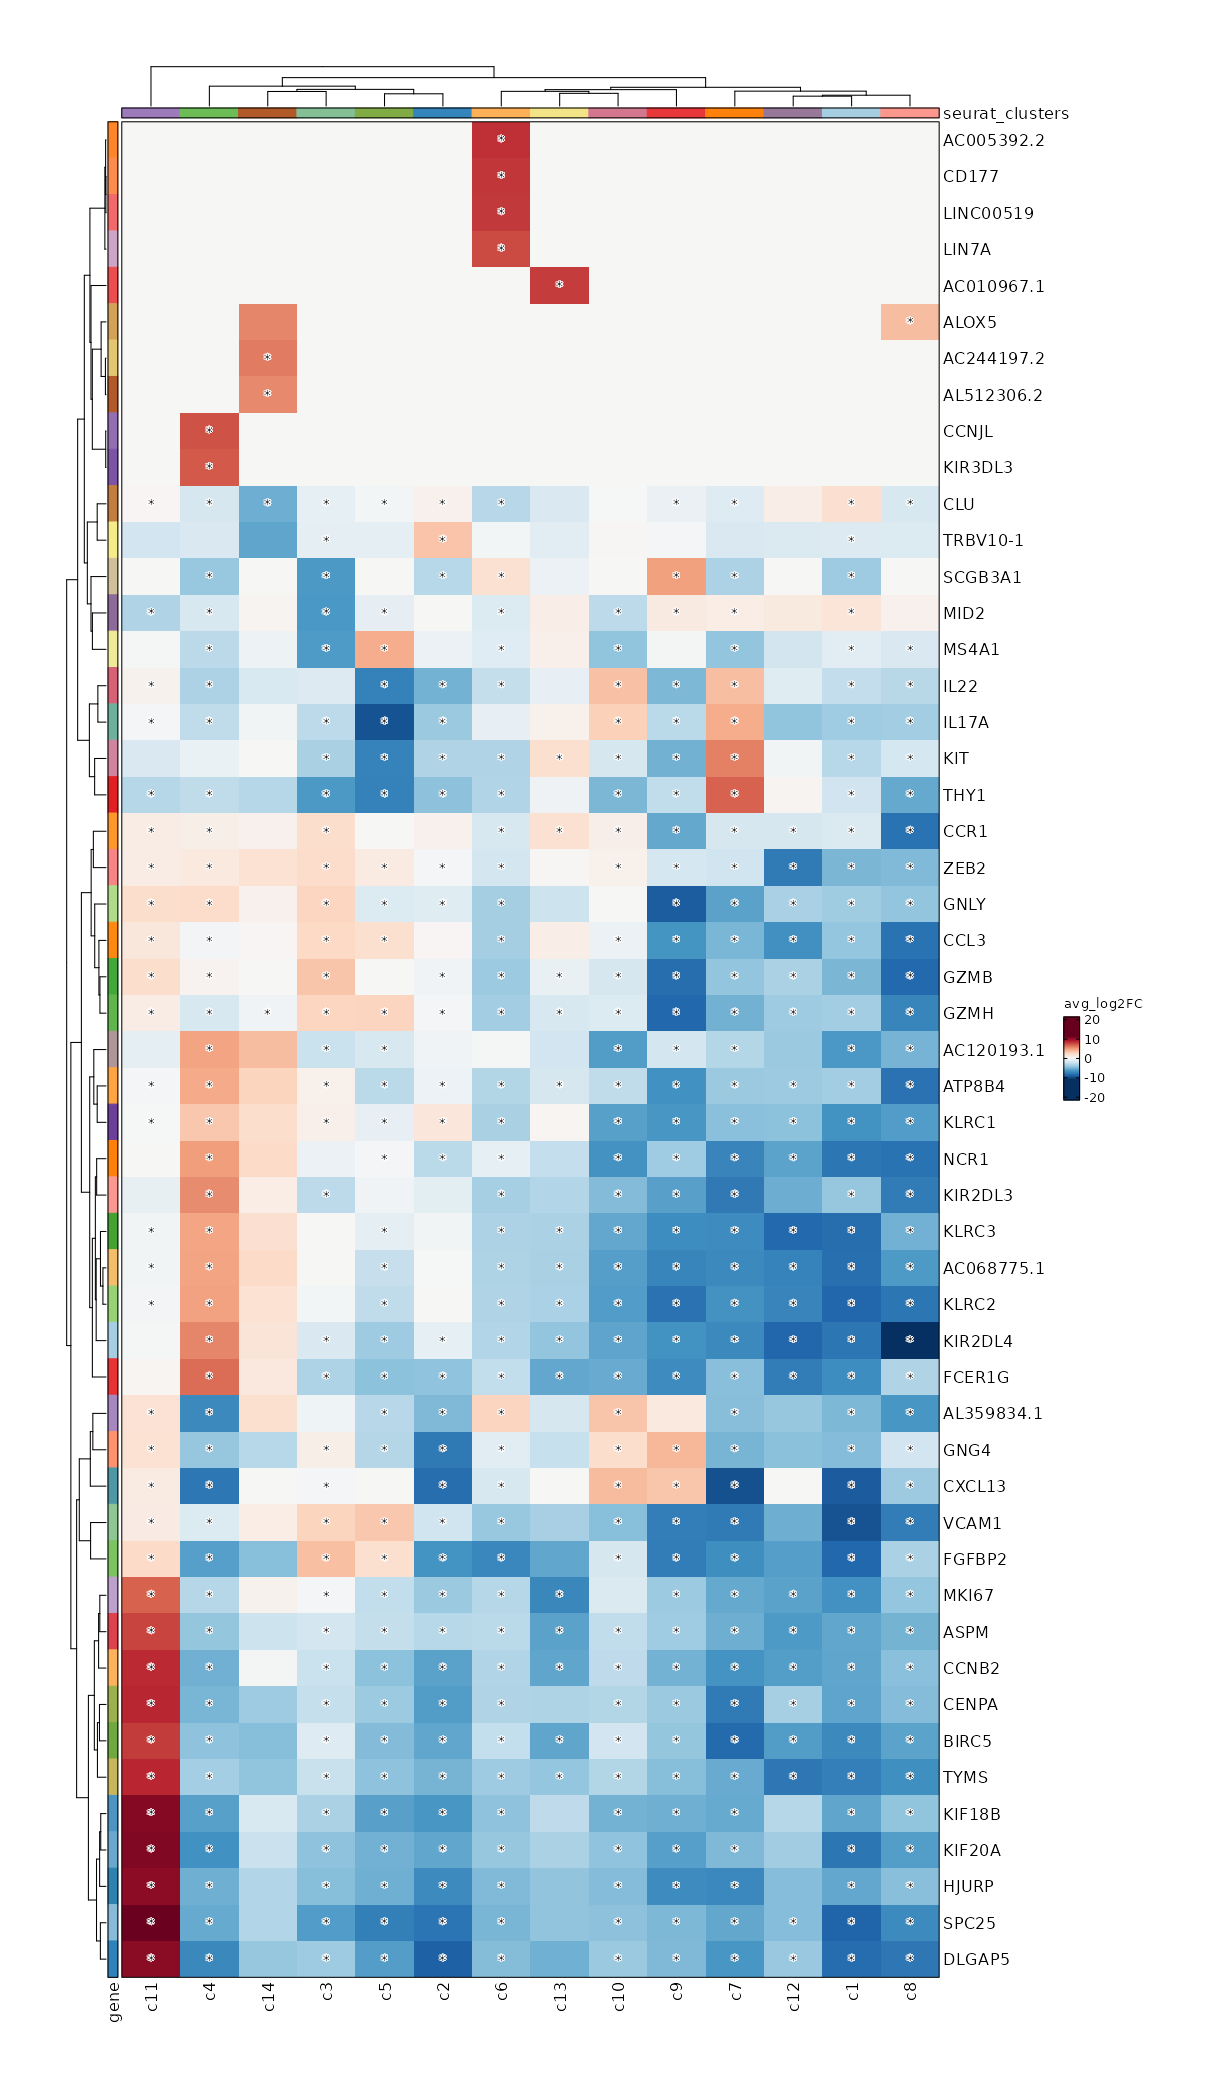 seurat_clusters
AC005392.2
CD177
LINC00519
LIN7A
AC010967.1
ALOX5
AC244197.2
AL512306.2
CCNJL
KIR3DL3
CLU
TRBV10-1
SCGB3A1
MID2
MS4A1
IL22
IL17A
KIT
THY1
CCR1
ZEB2
GNLY
CCL3
GZMB
GZMH
AC120193.1
ATP8B4
KLRC1
NCR1
KIR2DL3
KLRC3
AC068775.1
KLRC2
KIR2DL4
FCER1G
AL359834.1
GNG4
CXCL13
VCAM1
FGFBP2
MKI67
ASPM
CCNB2
CENPA
BIRC5
TYMS
KIF18B
KIF20A
HJURP
SPC25
DLGAP5
gene c11 c4 c14 c3 c5 c2 c6 c13 c10 c9 c7 c12 c1 c8
avg_log2FC
20
10
0
-10
-20